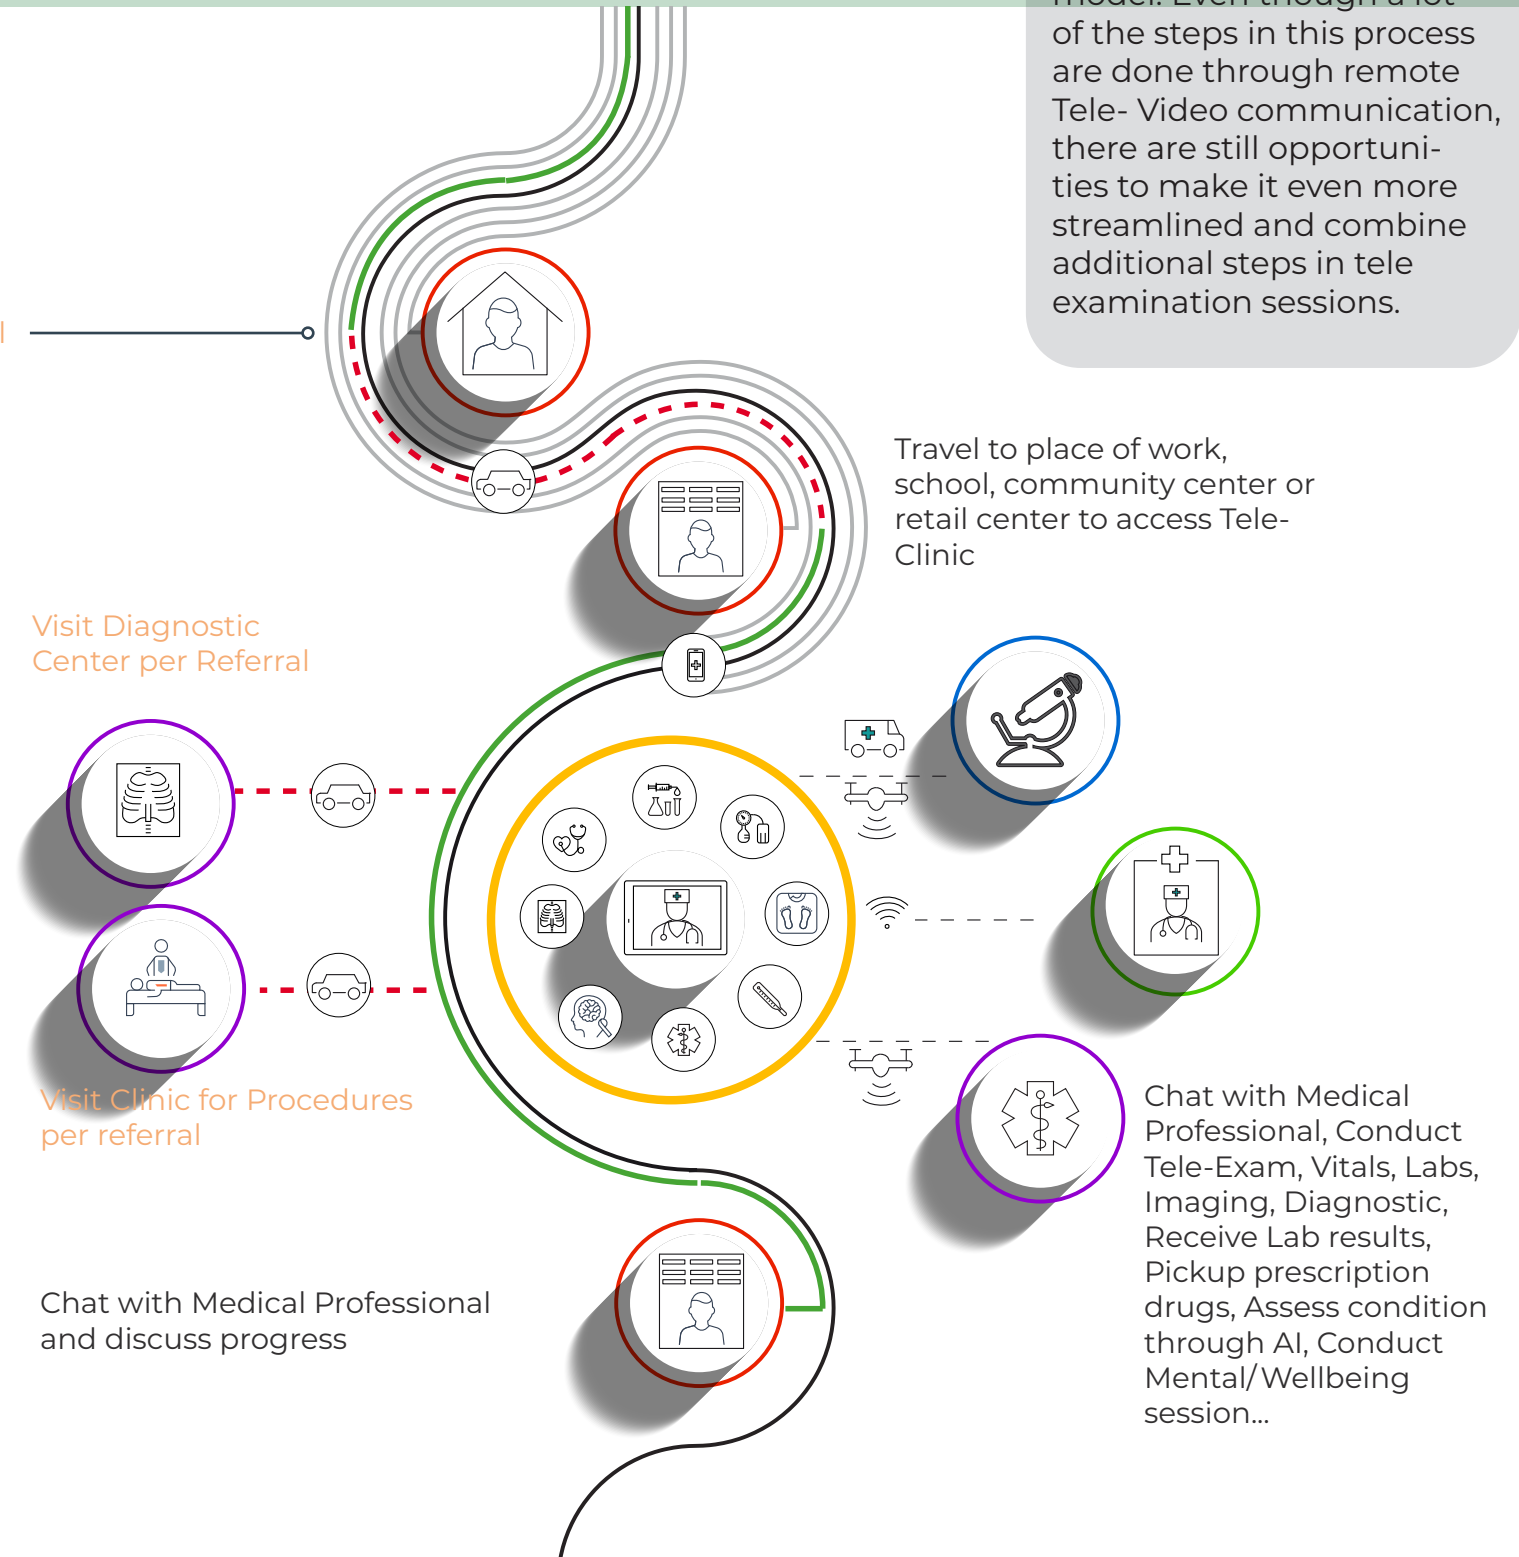 model. Even though a lot
of the steps in this process
are done through remote
Tele- Video communication,
there are still opportuni-
ties to make it even more
streamlined and combine
additional steps in tele
examination sessions.
Travel to place of work,
school, community center or
retail center to access Tele-
Clinic
Visit Diagnostic
Center per Referral
Visit Clinic for Procedures
per referral
Chat with Medical
Professional, Conduct
Tele-Exam, Vitals, Labs,
Imaging, Diagnostic,
Receive Lab results,
Pickup prescription
drugs, Assess condition
through AI, Conduct
Mental/Wellbeing
session...
Chat with Medical Professional
and discuss progress